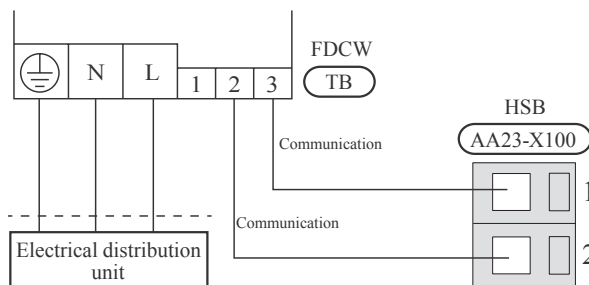 FDCW
TB
N L 1 2 3
HSB
AA23-X100
Communication
1
Communication
2
Electrical distribution
unit